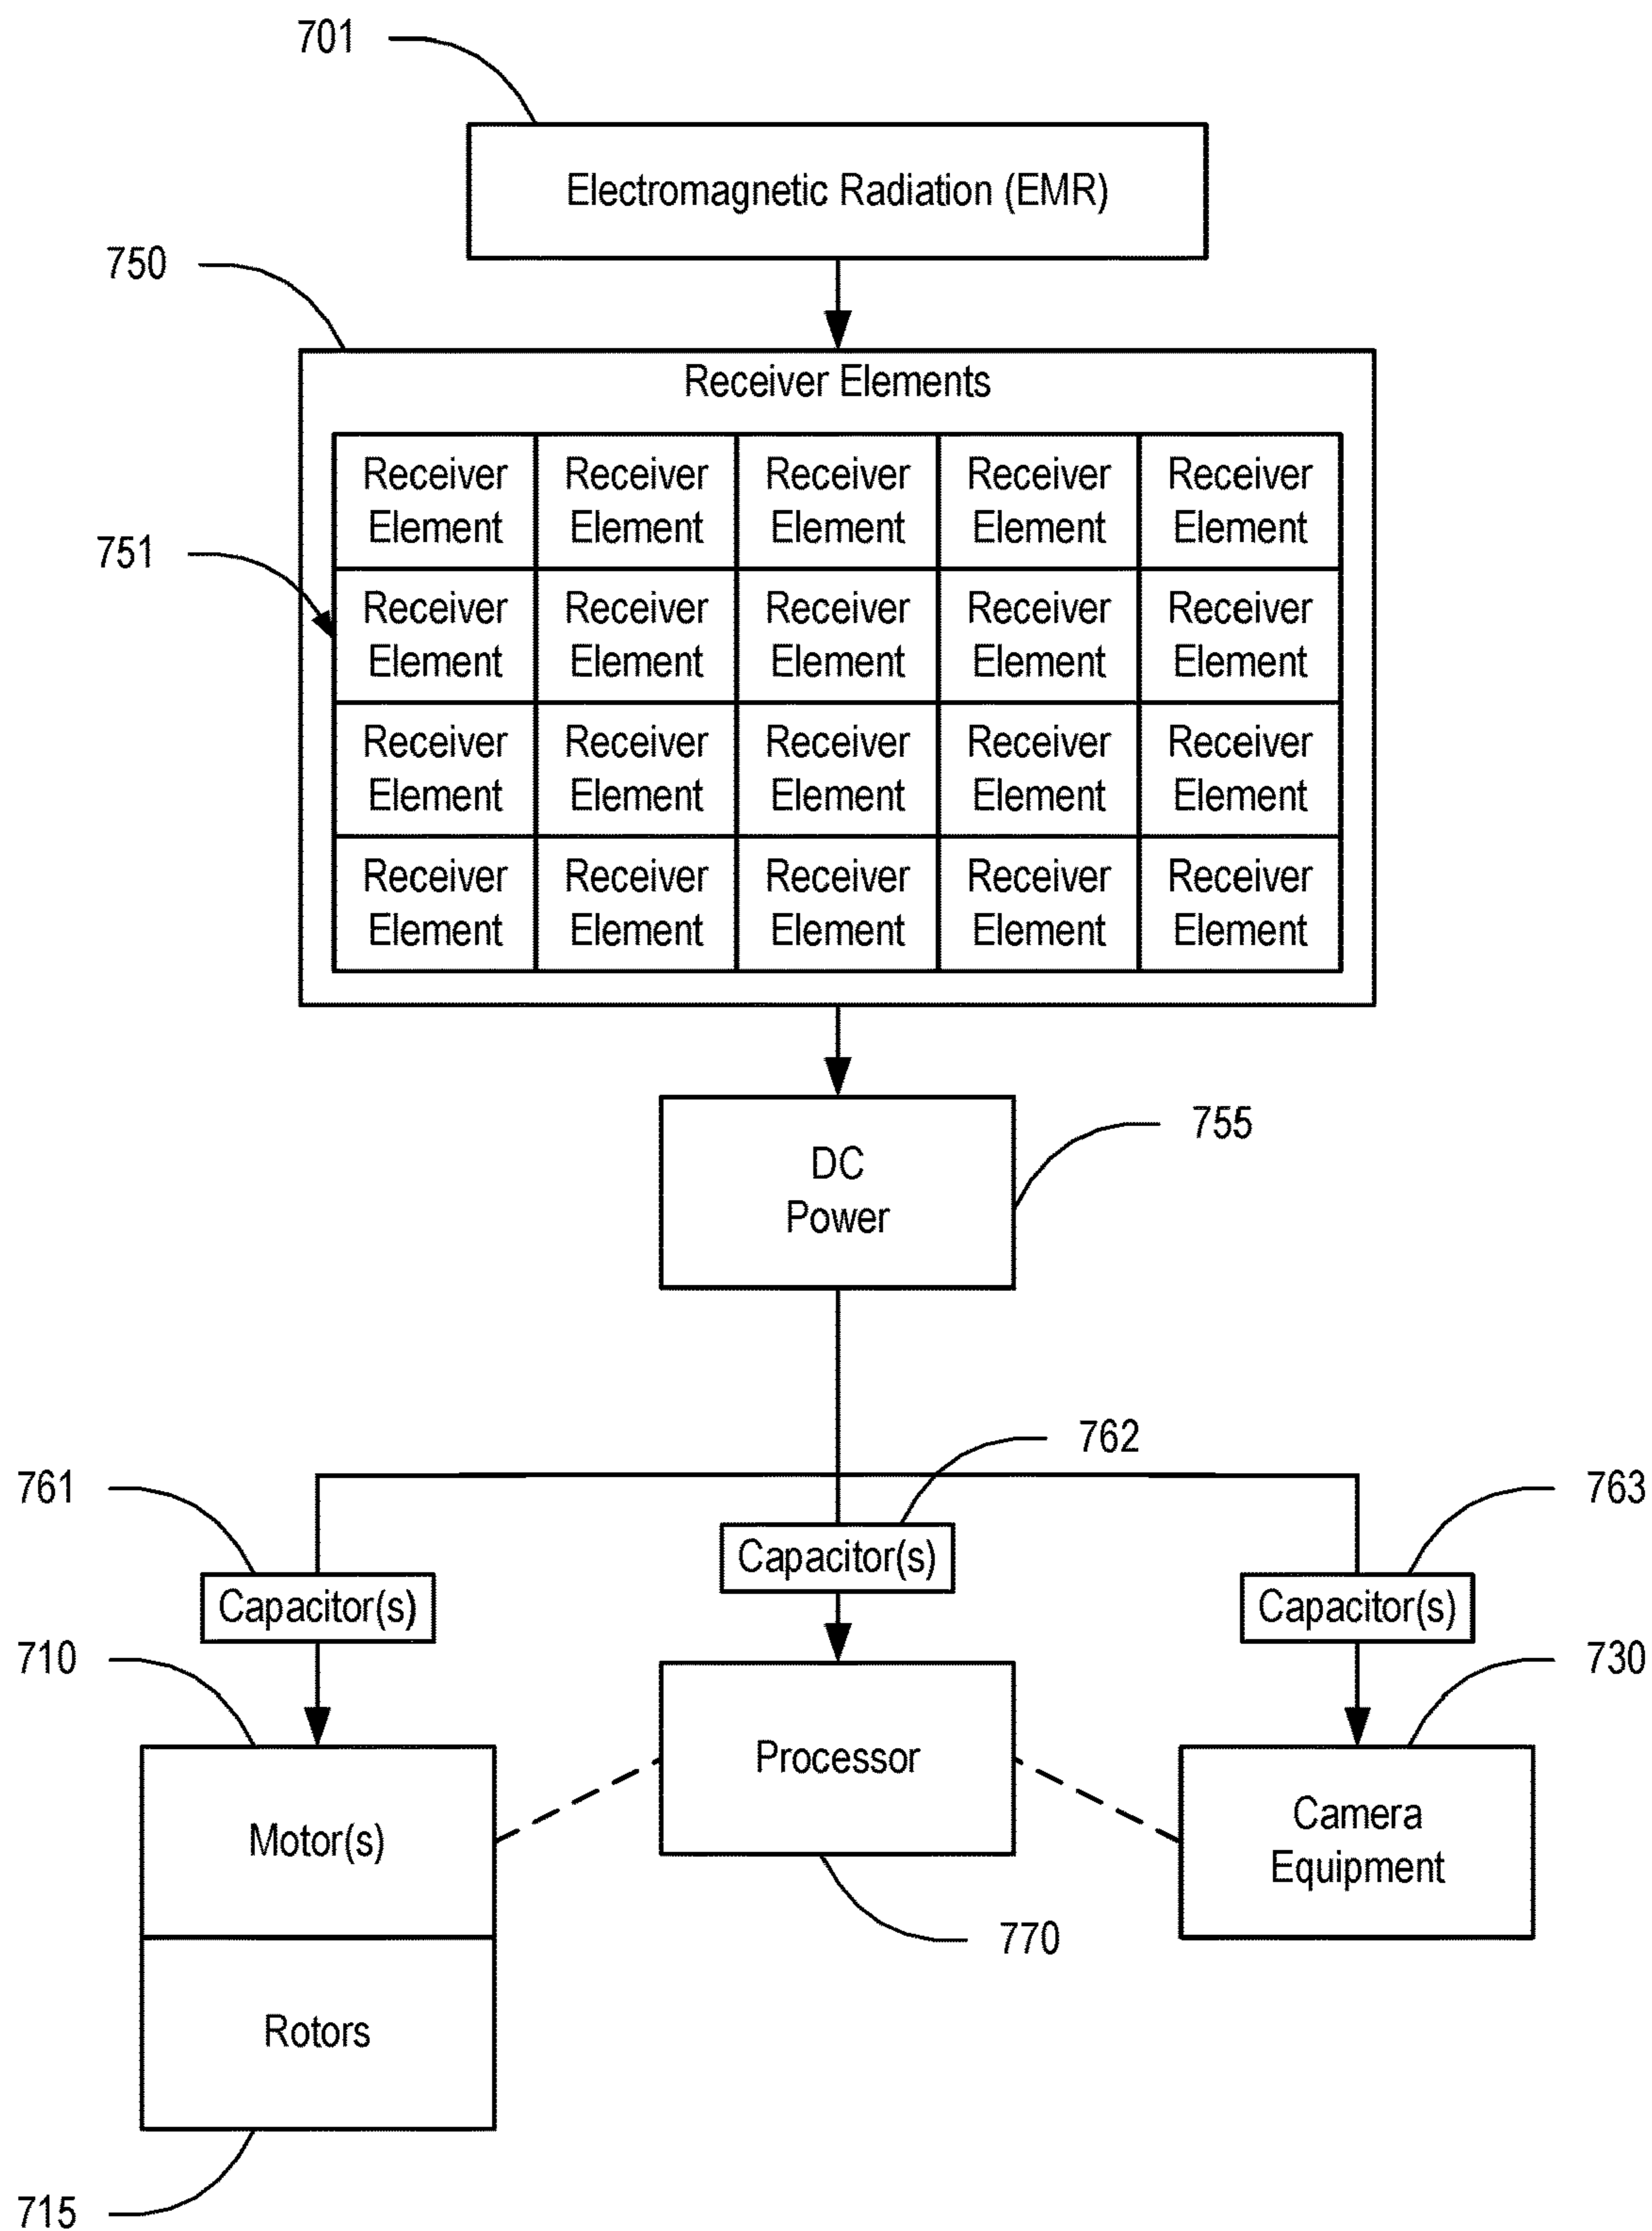 701
Electromagnetic Radiation (EMR)
750
Receiver Elements
Receiver Receiver Receiver Receiver Receiver
Element Element Element Element Element
751
Receiver Receiver Receiver Receiver Receiver
Element Element Element Element Element
Receiver Receiver Receiver Receiver Receiver
Element Element Element Element Element
Receiver Receiver Receiver Receiver Receiver
Element Element Element Element Element
755
DC
Power
762
761
763
Capacitor(s)
Capacitor(s)
Capacitor(s)
710
730
Processor
Motor(s)
Camera
Equipment
770
Rotors
715